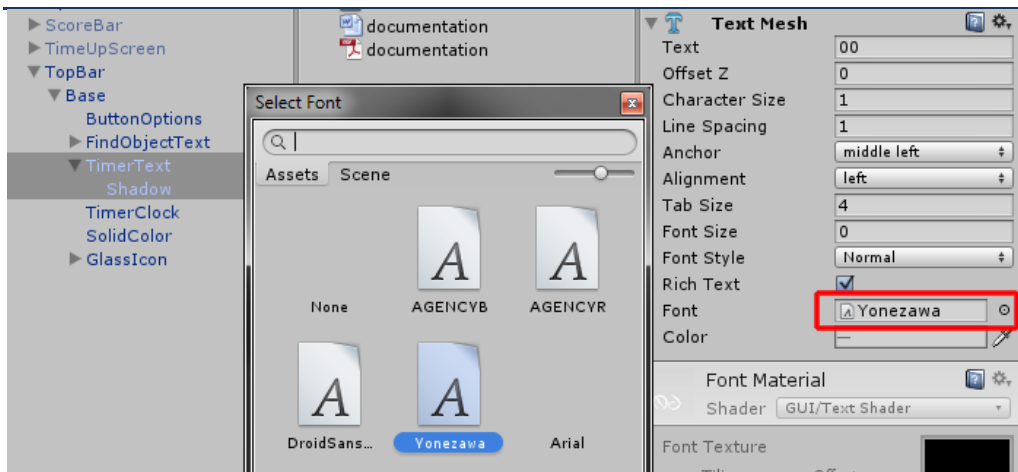 ScoreBar
TimeUpScreen
TopBar
Base
ButtonOptions
FindObjectText
TimerText
Shadow
TimerClock
SolidColor
GlassIcon
documentation
documentation
Select Font
Assets Scene
None AGENCYB AGENCYR
DroidSans... Yonezawa Arial
Text Mesh
Text 00
Offset Z 0
Character Size 1
Line Spacing 1
Anchor middle left
Alignment left
Tab Size 4
Font Size 0
Font Style Normal
Rich Text
Font Yonezawa
Color
Font Material
Shader GUI/Text Shader
Font Texture